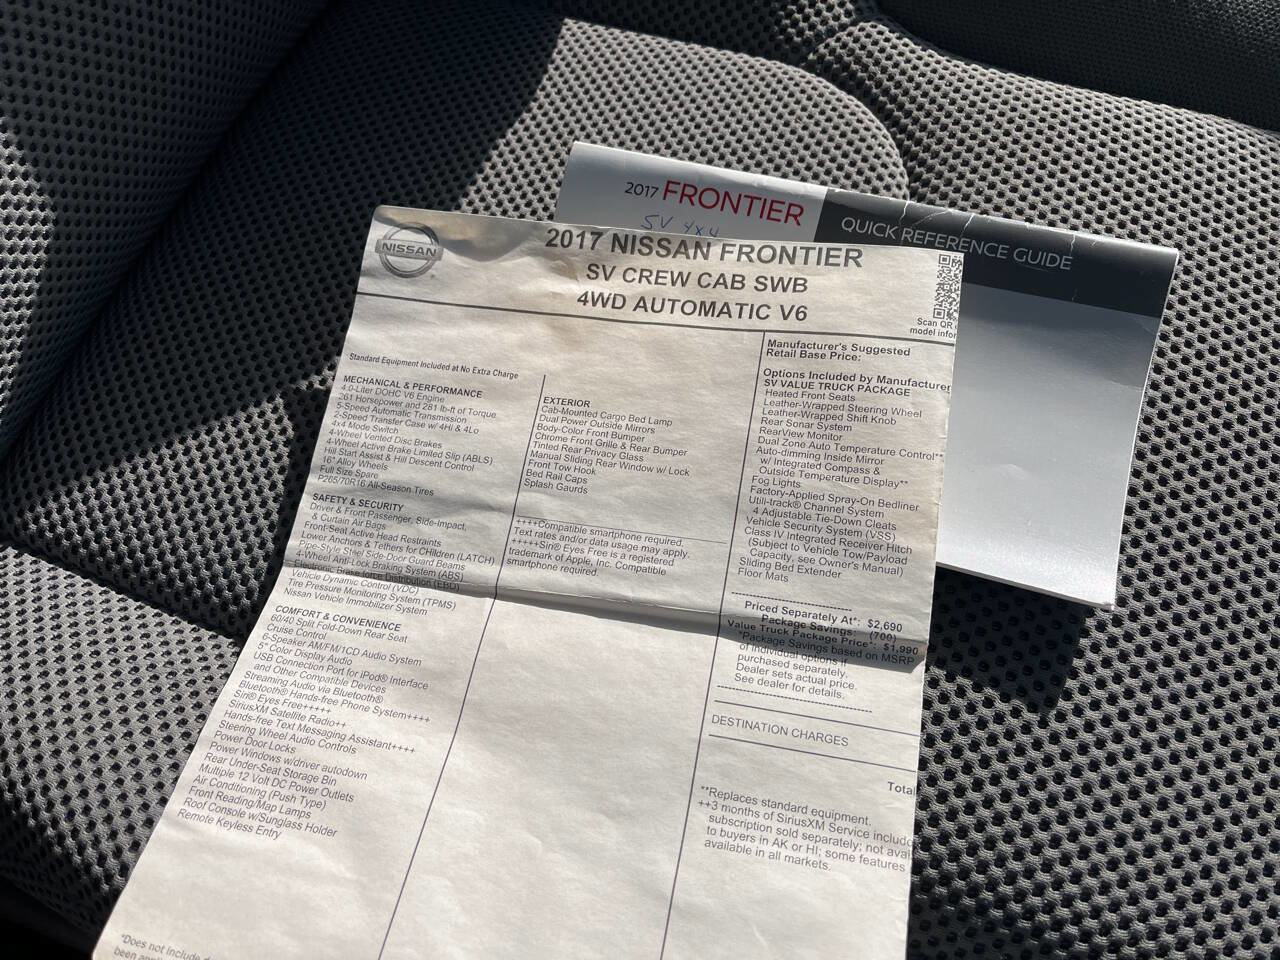 2017 FRONTIER
SV 4x4
QUICK REFERENCE GUIDE
NISSAN
2017 NISSAN FRONTIER
SV CREW CAB SWB
4WD AUTOMATIC V6
Scan QR
model infor
Standard Equipment Included at No Extra Charge
MECHANICAL & PERFORMANCE
4.0-Liter DOHC V6 Engine
261 Horsepower and 281 lb-ft of Torque
5-Speed Automatic Transmission
2-Speed Transfer Case w/ 4Hi & 4Lo
4x4 Mode Switch
4-Wheel Vented Disc Brakes
4-Wheel Active Brake Limited Slip (ABLS)
Hill Start Assist & Hill Descent Control
16" Alloy Wheels
Full Size Spare
P265/70R16 All-Season Tires
SAFETY & SECURITY
Driver & Front Passenger, Side-Impact,
& Curtain Air Bags
Front-Seat Active Head Restraints
Lower Anchors & Tethers for CHildren (LATCH)
Pipe-Style Steel Side-Door Guard Beams
4-Wheel Anti-Lock Braking System (ABS)
Electronic Brake force Distribution (EBD)
Vehicle Dynamic Control (VDC)
Tire Pressure Monitoring System (TPMS)
Nissan Vehicle Immobilizer System
COMFORT & CONVENIENCE
60/40 Split Fold-Down Rear Seat
Cruise Control
6-Speaker AM/FM/1CD Audio System
5" Color Display Audio
USB Connection Port for iPod® Interface
and Other Compatible Devices
Streaming Audio via Bluetooth®
Bluetooth® Hands-free Phone System++++
Siri® Eyes Free+++++
SiriusXM Satellite Radio++
Hands-free Text Messaging Assistant++++
Steering Wheel Audio Controls
Power Door Locks
Power Windows w/driver autodown
Rear Under-Seat Storage Bin
Multiple 12 Volt DC Power Outlets
Air Conditioning (Push Type)
Front Reading/Map Lamps
Roof Console w/Sunglass Holder
Remote Keyless Entry
*Does not include d
been appl
EXTERIOR
Cab-Mounted Cargo Bed Lamp
Dual Power Outside Mirrors
Body-Color Front Bumper
Chrome Front Grille & Rear Bumper
Tinted Rear Privacy Glass
Manual Sliding Rear Window w/ Lock
Front Tow Hook
Bed Rail Caps
Splash Gaurds
++++Compatible smartphone required.
Text rates and/or data usage may apply.
+++++Siri® Eyes Free is a registered
trademark of Apple, Inc. Compatible
smartphone required.
Manufacturer's Suggested
Retail Base Price:
Options Included by Manufacturer
SV VALUE TRUCK PACKAGE
Heated Front Seats
Leather-Wrapped Steering Wheel
Leather-Wrapped Shift Knob
Rear Sonar System
RearView Monitor
Dual Zone Auto Temperature Control**
Auto-dimming Inside Mirror
w/ Integrated Compass &
Outside Temperature Display**
Fog Lights
Factory-Applied Spray-On Bedliner
Utili-track® Channel System
4 Adjustable Tie-Down Cleats
Vehicle Security System (VSS)
Class IV Integrated Receiver Hitch
(Subject to Vehicle Tow/Payload
Capacity, see Owner's Manual)
Sliding Bed Extender
Floor Mats
Priced Separately At*: $2,690
Package Savings: (700)
Value Truck Package Price*: $1,990
*Package Savings based on MSRP
of individual options if
purchased separately.
Dealer sets actual price.
See dealer for details.
DESTINATION CHARGES
Total
**Replaces standard equipment.
++3 months of SiriusXM Service include
subscription sold separately; not avai
to buyers in AK or HI; some features
available in all markets.